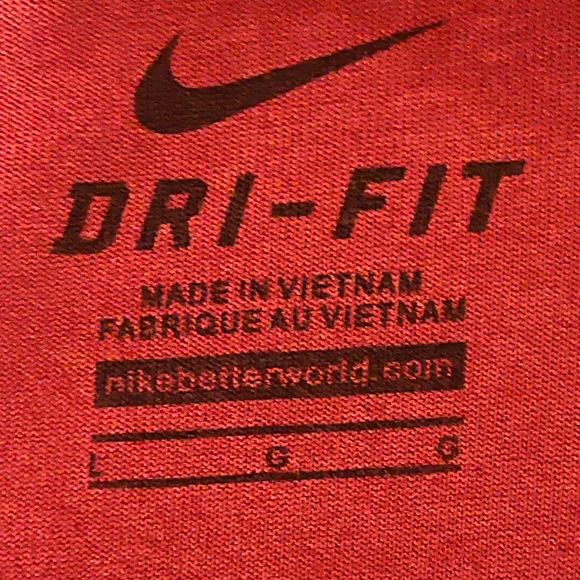 DRI-FIT
MADE IN VIETNAM
FABRIQUE AU VIETNAM
nikebetterworld.com
L G G